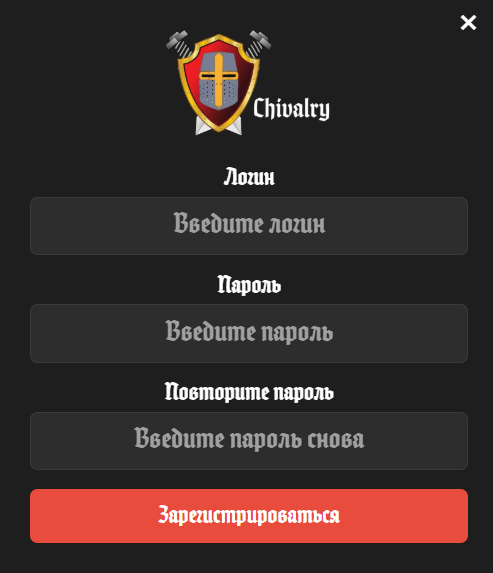 Chivalry
Логин
Введите логин
Пароль
Введите пароль
Повторите пароль
Введите пароль снова
Зарегистрироваться